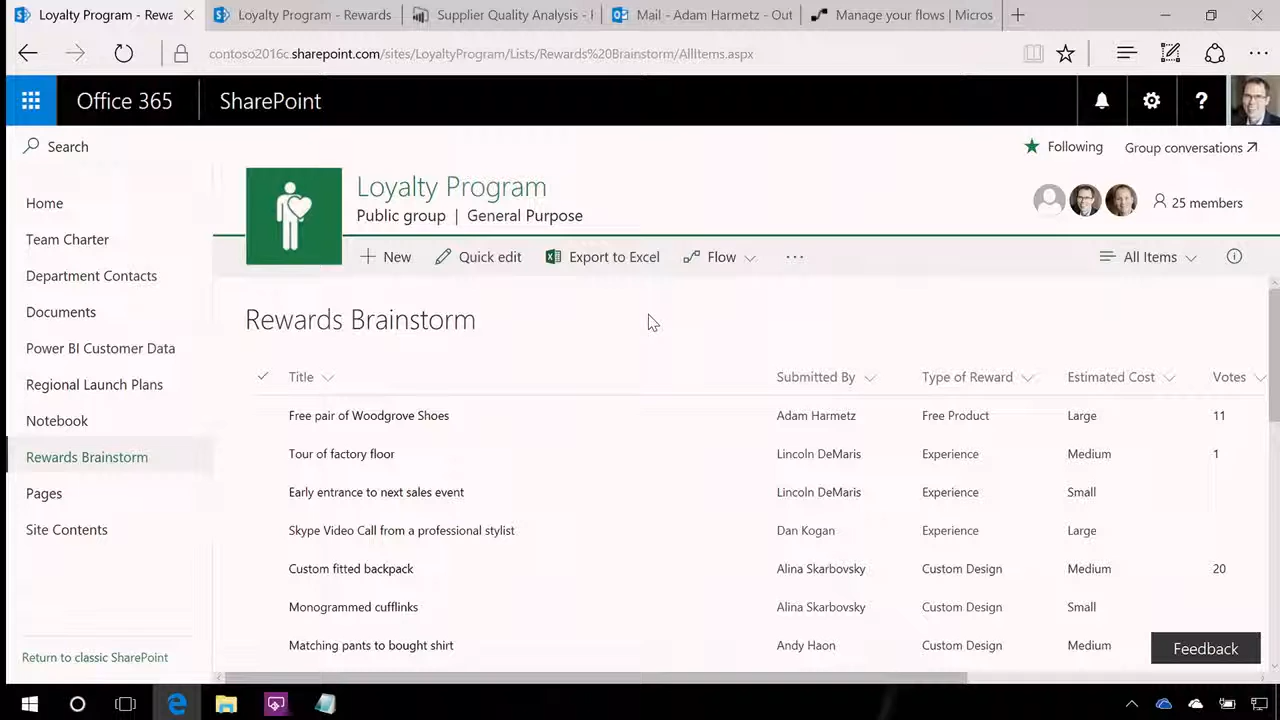 Loyalty Program - Rewa
Loyalty Program - Rewards
Supplier Quality Analysis -
Mail - Adam Harmetz - Out
Manage your flows | Micros
contoso2016c.sharepoint.com/sites/LoyaltyProgram/Lists/Rewards%20Brainstorm/AllItems.aspx
Office 365
SharePoint
?
Search
Following
Group conversations
Home
Team Charter
Department Contacts
Documents
Power BI Customer Data
Regional Launch Plans
Notebook
Rewards Brainstorm
Pages
Site Contents
Return to classic SharePoint
Loyalty Program
Public group | General Purpose
25 members
New
Quick edit
Export to Excel
Flow
All Items
Rewards Brainstorm
Title Submitted By Type of Reward Estimated Cost Votes
Free pair of Woodgrove Shoes Adam Harmetz Free Product Large 11
Tour of factory floor Lincoln DeMaris Experience Medium 1
Early entrance to next sales event Lincoln DeMaris Experience Small
Skype Video Call from a professional stylist Dan Kogan Experience Large
Custom fitted backpack Alina Skarbovsky Custom Design Medium 20
Monogrammed cufflinks Alina Skarbovsky Custom Design Small
Matching pants to bought shirt Andy Haon Custom Design Medium
Feedback